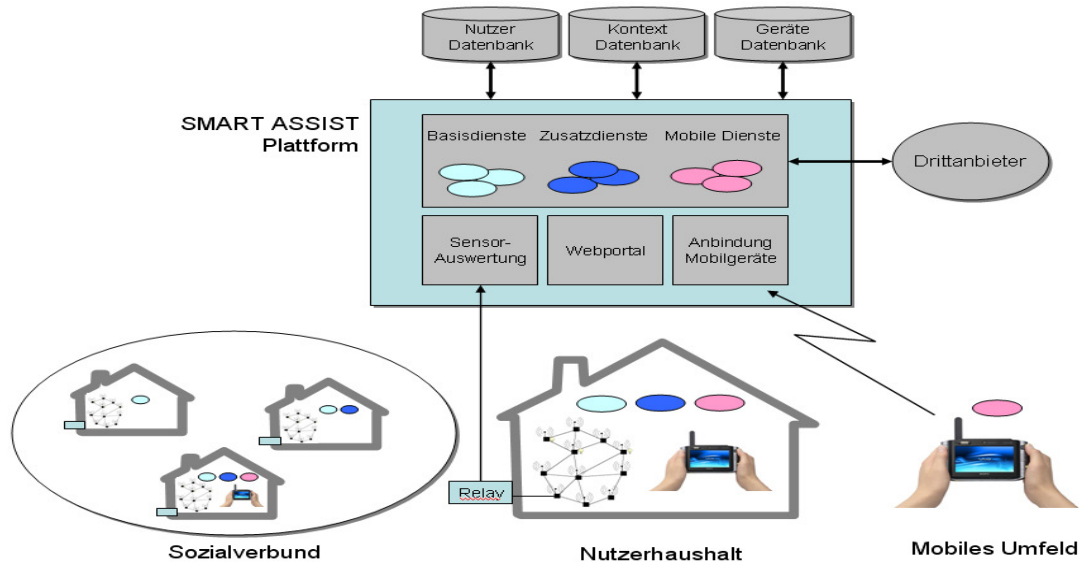 Nutzer
Datenbank
Kontext
Datenbank
Geräte
Datenbank
SMART ASSIST
Plattform
Basisdienste
Zusatzdienste
Mobile Dienste
Drittanbieter
Sensor-
Auswertung
Webportal
Anbindung
Mobilgeräte
Relay
Sozialverbund
Nutzerhaushalt
Mobiles Umfeld